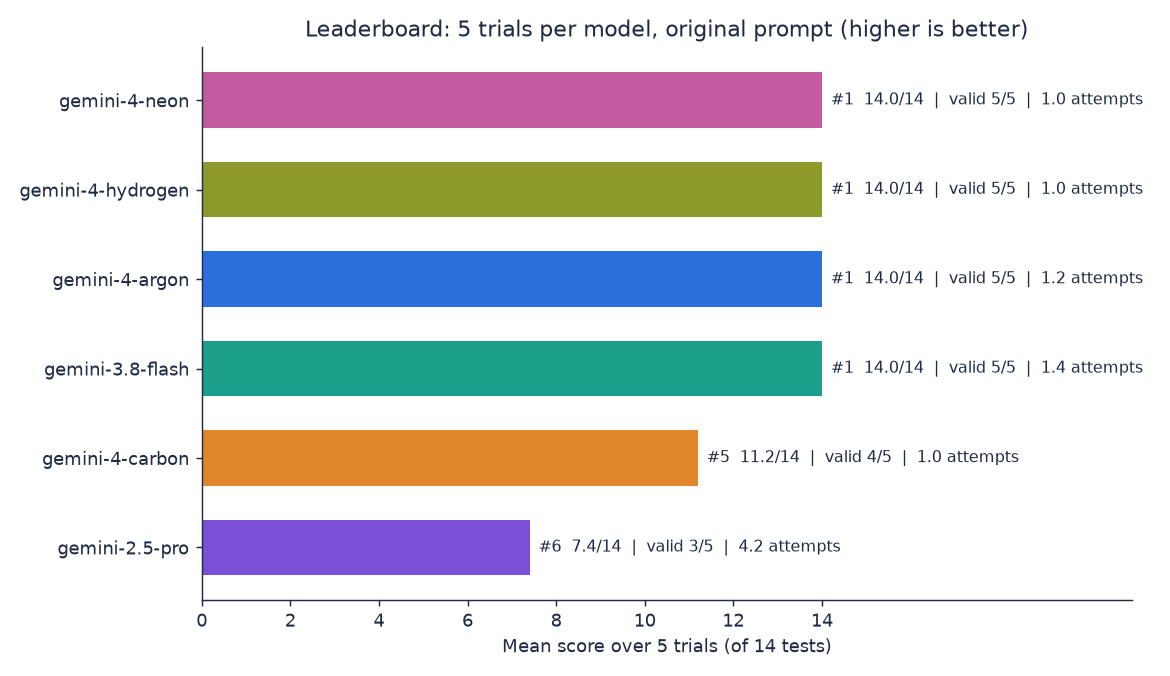 Leaderboard: 5 trials per model, original prompt (higher is better)
gemini-4-neon
#1 14.0/14 | valid 5/5 | 1.0 attempts
gemini-4-hydrogen
#1 14.0/14 | valid 5/5 | 1.0 attempts
gemini-4-argon
#1 14.0/14 | valid 5/5 | 1.2 attempts
gemini-3.8-flash
#1 14.0/14 | valid 5/5 | 1.4 attempts
gemini-4-carbon
#5 11.2/14 | valid 4/5 | 1.0 attempts
gemini-2.5-pro
#6 7.4/14 | valid 3/5 | 4.2 attempts
0 2 4 6 8 10 12 14
Mean score over 5 trials (of 14 tests)